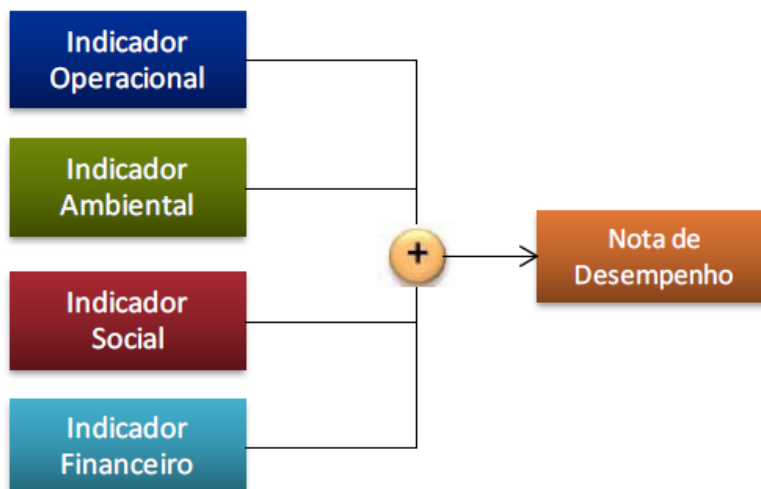 Indicador
Operacional
Indicador
Ambiental
+
Nota de
Desempenho
Indicador
Social
Indicador
Financeiro